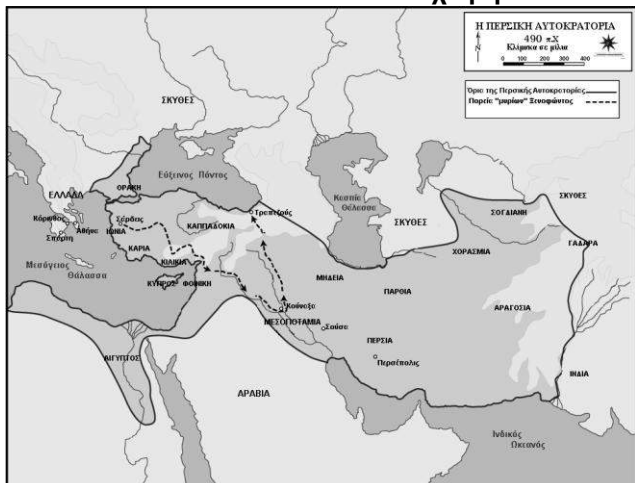 Η ΠΕΡΣΙΚΗ ΑΥΤΟΚΡΑΤΟΡΙΑ
490 π.Χ
Κλίμακα σε μίλια
N
0 100 200 300 400
Όρια της Περσικής Αυτοκρατορίας
Πορεία "μυρίων" Ξενοφώντος
ΣΚΥΘΕΣ
Εύξεινος Πόντος
Κασπία
Θάλασσα
ΣΚΥΘΕΣ
ΣΚΥΘΕΣ
ΣΟΓΔΙΑΝΗ
ΧΟΡΑΣΜΙΑ
ΓΑΔΑΡΑ
ΘΡΑΚΗ
ΕΛΛΑΔΑ
Κόρινθος
Αθήνα
Σπάρτη
Σάρδεις
ΙΩΝΙΑ
ΚΑΡΙΑ
ΚΑΠΠΑΔΟΚΙΑ
Τραπεζούς
ΚΙΛΙΚΙΑ
ΚΥΠΡΟΣ
ΦΟΙΝΙΚΗ
Μεσόγειος
Θάλασσα
ΜΗΔΕΙΑ
ΠΑΡΘΙΑ
ΑΡΑΓΟΣΙΑ
Κούναξα
ΜΕΣΟΠΟΤΑΜΙΑ
Σούσα
ΠΕΡΣΙΑ
Περσέπολις
ΑΙΓΥΠΤΟΣ
ΑΡΑΒΙΑ
ΙΝΔΙΑ
Ινδικός
Ωκεανός